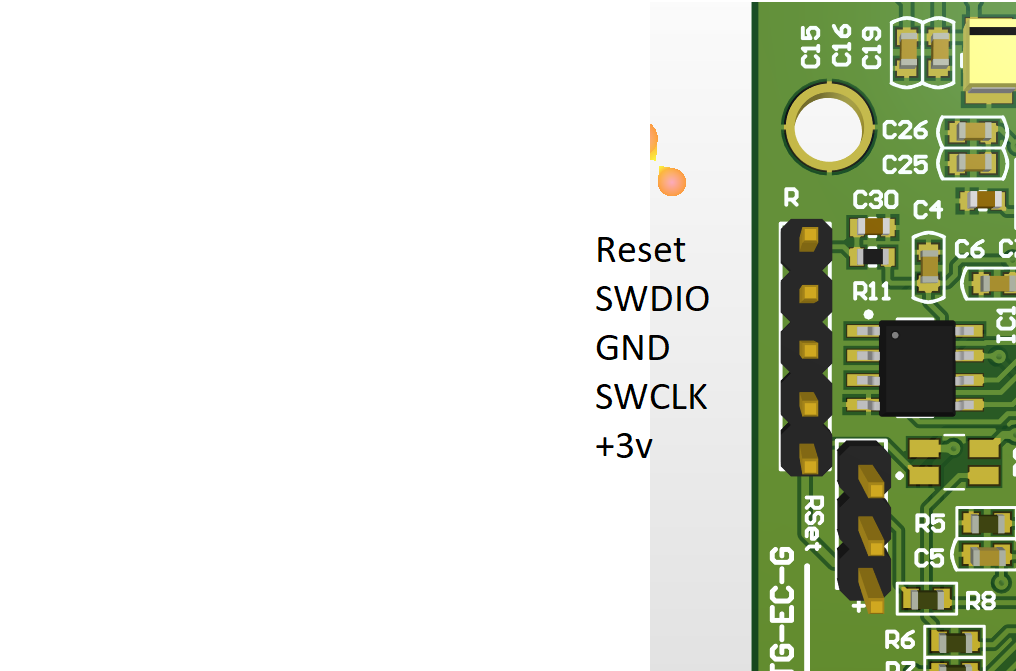 C15
C16
C19
C26
C25
R
C30
C4
Reset
C6
SWDIO
R11
IC1
GND
SWCLK
+3v
RSet
R5
C5
TG-EC-G
+
R8
R6